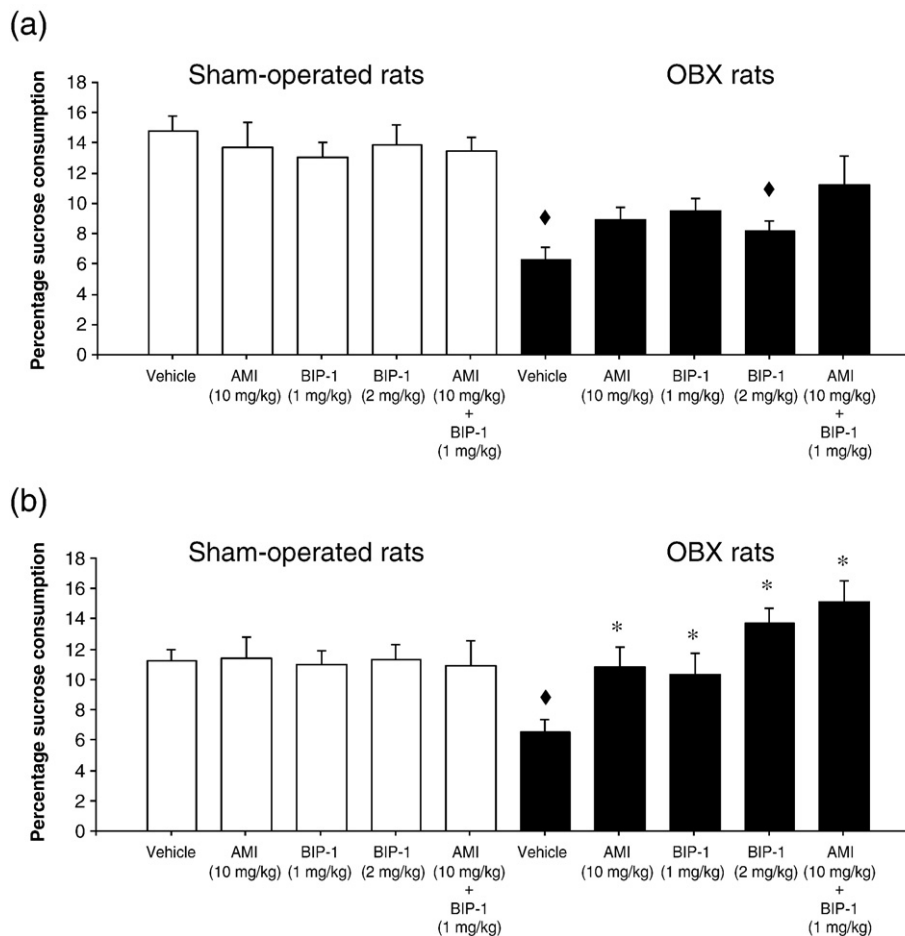 (a)
Sham-operated rats
OBX rats
Percentage sucrose consumption
18
16
14
12
10
8
6
4
2
0
♦
♦
Vehicle
AMI
(10 mg/kg)
BIP-1
(1 mg/kg)
BIP-1
(2 mg/kg)
AMI
(10 mg/kg)
+
BIP-1
(1 mg/kg)
Vehicle
AMI
(10 mg/kg)
BIP-1
(1 mg/kg)
BIP-1
(2 mg/kg)
AMI
(10 mg/kg)
+
BIP-1
(1 mg/kg)
(b)
Sham-operated rats
OBX rats
Percentage sucrose consumption
18
16
14
12
10
8
6
4
2
0
♦
*
*
*
*
Vehicle
AMI
(10 mg/kg)
BIP-1
(1 mg/kg)
BIP-1
(2 mg/kg)
AMI
(10 mg/kg)
+
BIP-1
(1 mg/kg)
Vehicle
AMI
(10 mg/kg)
BIP-1
(1 mg/kg)
BIP-1
(2 mg/kg)
AMI
(10 mg/kg)
+
BIP-1
(1 mg/kg)